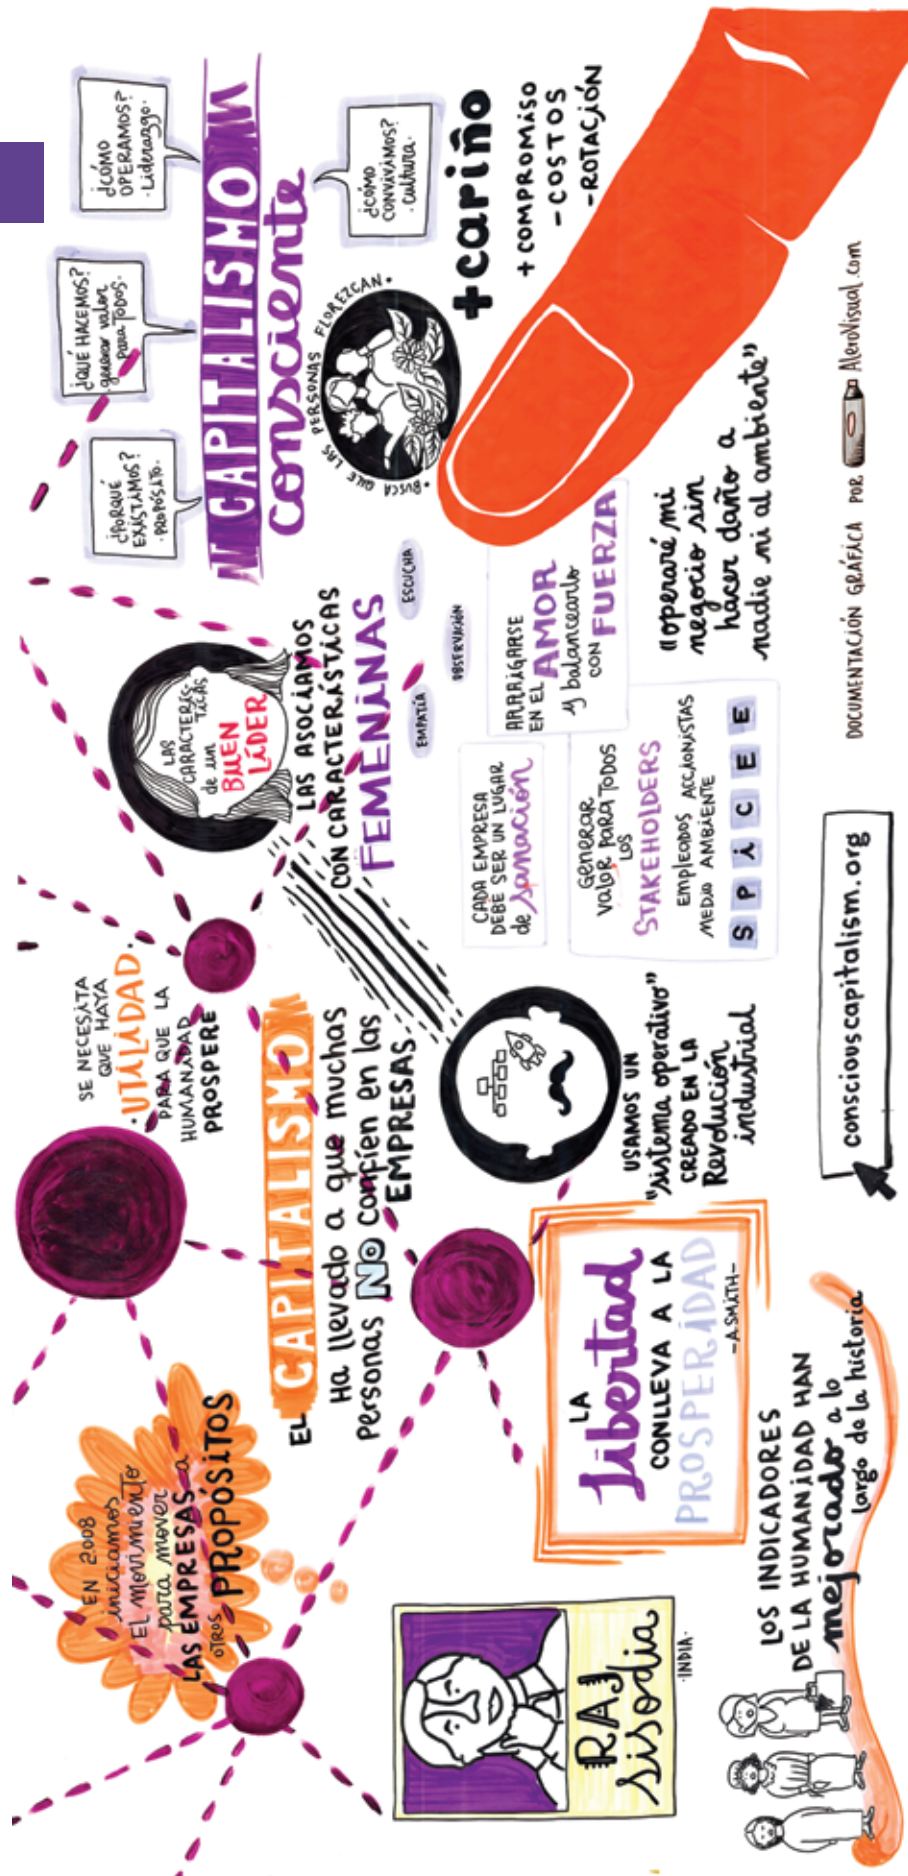 EN 2008
iniciamos
El movimiento
para mover
LAS EMPRESAS a
OTROS PROPÓSITOS
RAJ
sisodia
·INDIA·
LOS INDICADORES
DE LA HUMANIDAD HAN
mejorado a lo
largo de la historia
SE NECESITA
QUE HAYA
·UTILIDAD·
PARA QUE LA
HUMANIDAD
PROSPERE
EL CAPITALISMO
Ha llevado a que muchas
Personas NO confíen en las
EMPRESAS
LA
Libertad
CONLLEVA A LA
PROSPERIDAD
-A.SMITH-
USAMOS UN
"sistema operativo"
CREADO EN LA
Revolución
industrial
LAS
CARACTERÍS-
TICAS
de un
BUEN
LÍDER
LAS ASOCIAMOS
CON CARACTERÍSTICAS
FEMENINAS
EMPATÍA
ESCUCHA
OBSERVACIÓN
CADA EMPRESA
DEBE SER UN LUGAR
de sanación
ARRAIGARSE
EN EL AMOR
y balancearlo
CON FUERZA
Generar
valor PARA TODOS
LOS
STAKEHOLDERS
EMPLEADOS ACCIONISTAS
MEDIO AMBIENTE
S P I C E E
"operaré mi
negocio sin
hacer daño a
nadie ni al ambiente"
¿PORQUÉ
EXISTIMOS?
·PROPÓSITO·
¿QUÉ HACEMOS?
generar valor
para TODOS·
¿CÓMO
OPERAMOS?
·Liderazgo·
CAPITALISMO
consciente
¿CÓMO
CONVIVIMOS?
·Cultura·
·BUSCA QUE LAS PERSONAS FLOREZCAN·
+cariño
+COMPROMISO
-COSTOS
-ROTACIÓN
consciouscapitalism.org
DOCUMENTACIÓN GRÁFICA POR AleroVisual.com